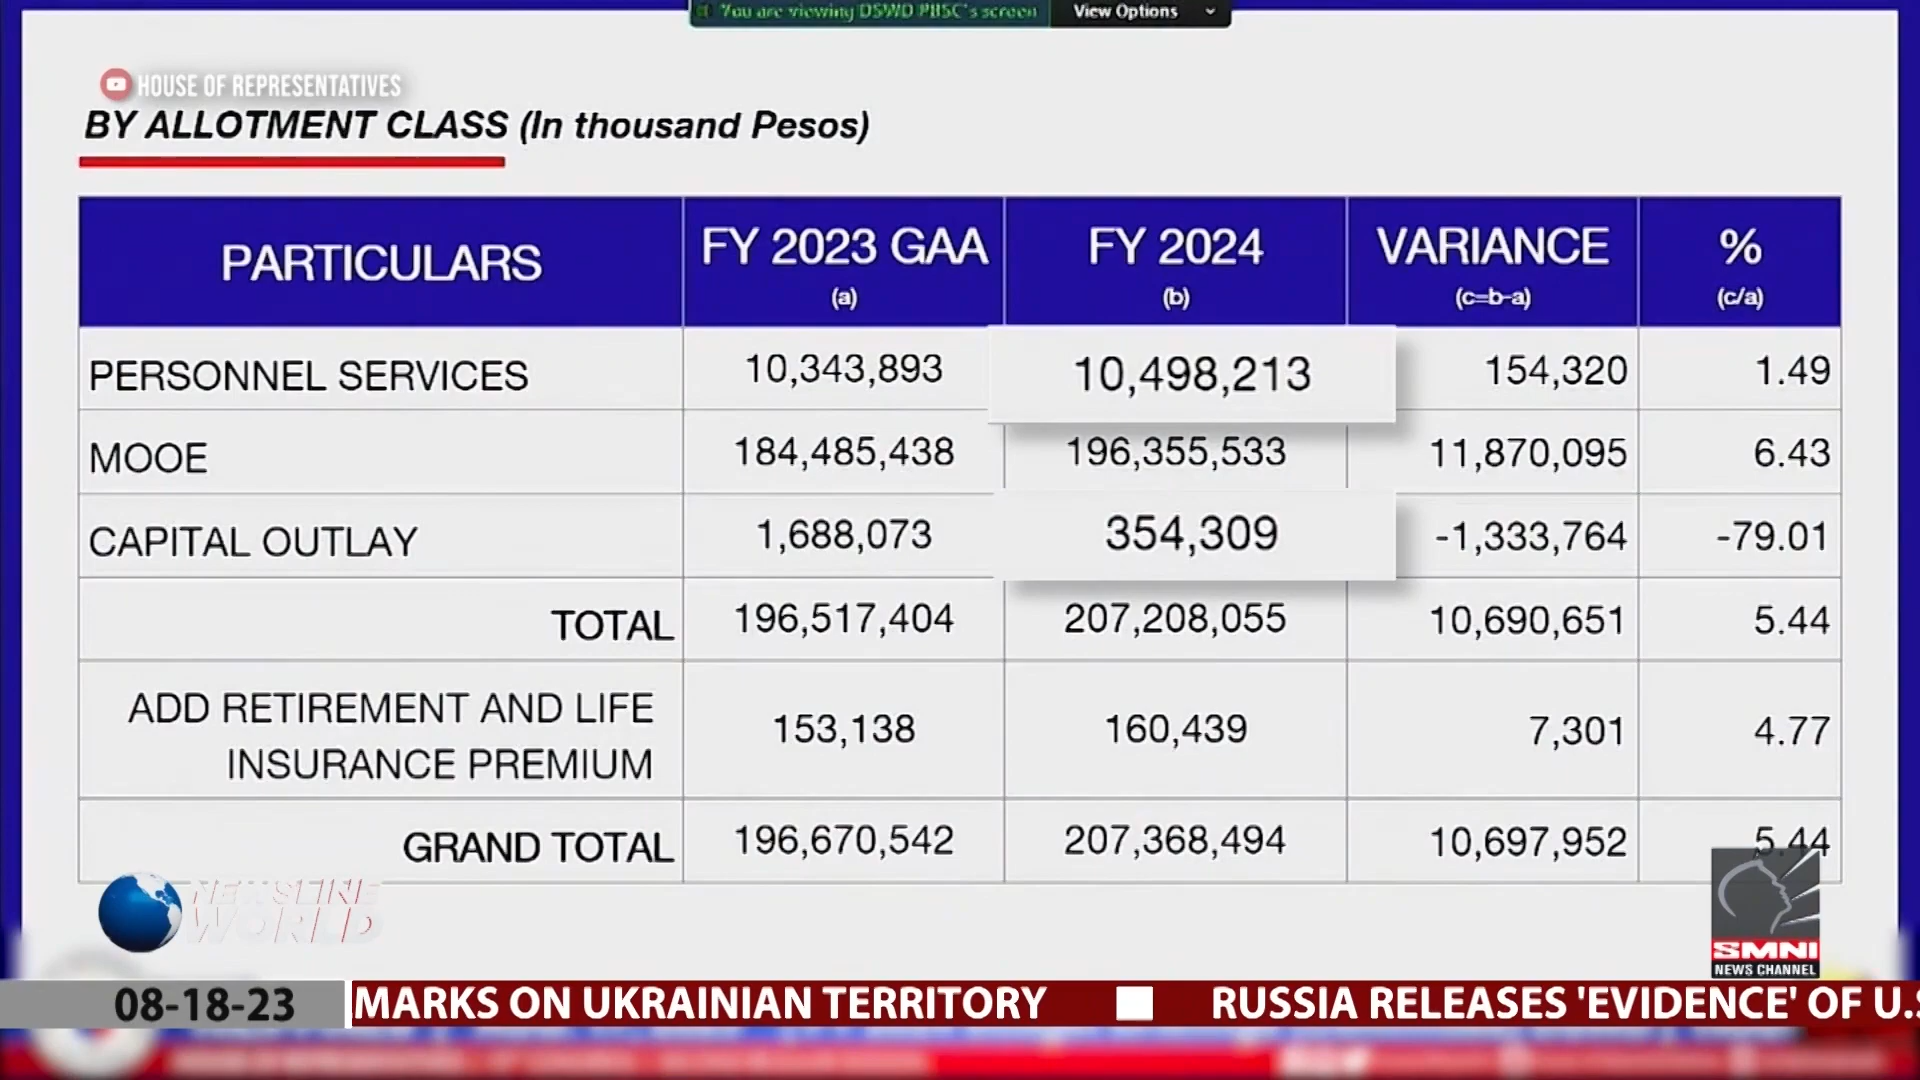 You are viewing DSWD PBSC's screen View Options
HOUSE OF REPRESENTATIVES
BY ALLOTMENT CLASS (In thousand Pesos)
PARTICULARS FY 2023 GAA FY 2024 VARIANCE %
(a) (b) (c=b-a) (c/a)
PERSONNEL SERVICES 10,343,893 10,498,213 154,320 1.49
MOOE 184,485,438 196,355,533 11,870,095 6.43
CAPITAL OUTLAY 1,688,073 354,309 -1,333,764 -79.01
TOTAL 196,517,404 207,208,055 10,690,651 5.44
ADD RETIREMENT AND LIFE
INSURANCE PREMIUM 153,138 160,439 7,301 4.77
GRAND TOTAL 196,670,542 207,368,494 10,697,952 5.44
NEWSLINE
WORLD
SMNI
NEWS CHANNEL
08-18-23 MARKS ON UKRAINIAN TERRITORY RUSSIA RELEASES 'EVIDENCE' OF U.S